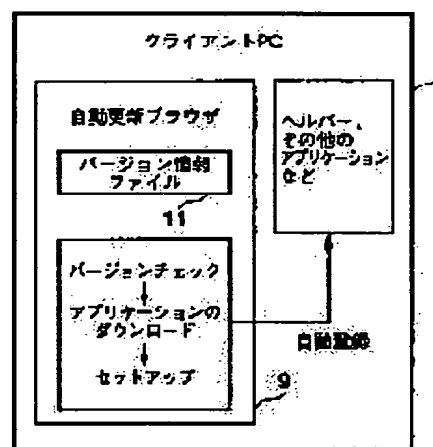 クライアントPC
自動更新ブラウザ
バージョン情報
ファイル
11
バージョンチェック
アプリケーションの
ダウンロード
セットアップ
9
ヘルパー、
その他の
アプリケーション
など
自動登録